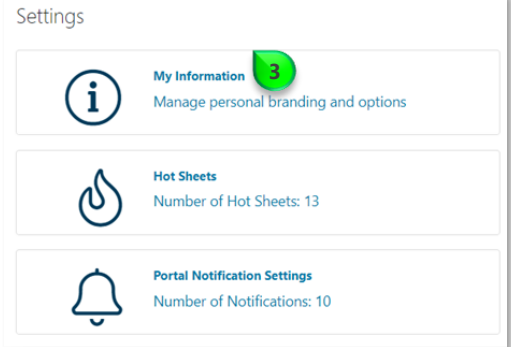 Settings
My Information 3
Manage personal branding and options
Hot Sheets
Number of Hot Sheets: 13
Portal Notification Settings
Number of Notifications: 10